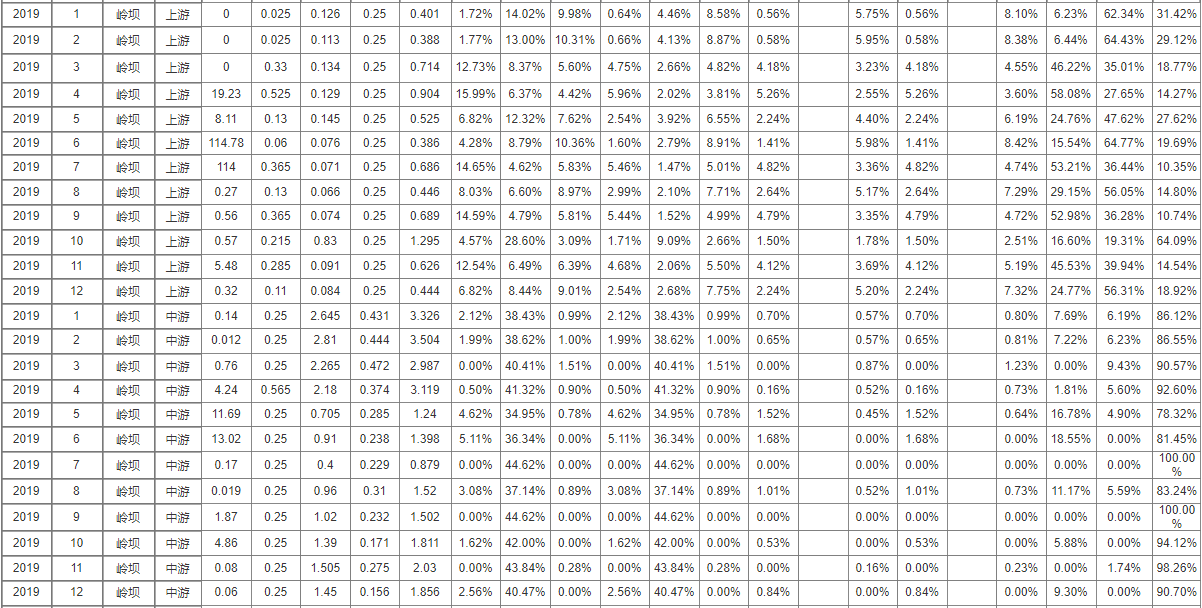 2019 1 岭坝 上游 0 0.025 0.126 0.25 0.401 1.72% 14.02% 9.98% 0.64% 4.46% 8.58% 0.56% 5.75% 0.56% 8.10% 6.23% 62.34% 31.42%
2019 2 岭坝 上游 0 0.025 0.113 0.25 0.388 1.77% 13.00% 10.31% 0.66% 4.13% 8.87% 0.58% 5.95% 0.58% 8.38% 6.44% 64.43% 29.12%
2019 3 岭坝 上游 0 0.33 0.134 0.25 0.714 12.73% 8.37% 5.60% 4.75% 2.66% 4.82% 4.18% 3.23% 4.18% 4.55% 46.22% 35.01% 18.77%
2019 4 岭坝 上游 19.23 0.525 0.129 0.25 0.904 15.99% 6.37% 4.42% 5.96% 2.02% 3.81% 5.26% 2.55% 5.26% 3.60% 58.08% 27.65% 14.27%
2019 5 岭坝 上游 8.11 0.13 0.145 0.25 0.525 6.82% 12.32% 7.62% 2.54% 3.92% 6.55% 2.24% 4.40% 2.24% 6.19% 24.76% 47.62% 27.62%
2019 6 岭坝 上游 114.78 0.06 0.076 0.25 0.386 4.28% 8.79% 10.36% 1.60% 2.79% 8.91% 1.41% 5.98% 1.41% 8.42% 15.54% 64.77% 19.69%
2019 7 岭坝 上游 114 0.365 0.071 0.25 0.686 14.65% 4.62% 5.83% 5.46% 1.47% 5.01% 4.82% 3.36% 4.82% 4.74% 53.21% 36.44% 10.35%
2019 8 岭坝 上游 0.27 0.13 0.066 0.25 0.446 8.03% 6.60% 8.97% 2.99% 2.10% 7.71% 2.64% 5.17% 2.64% 7.29% 29.15% 56.05% 14.80%
2019 9 岭坝 上游 0.56 0.365 0.074 0.25 0.689 14.59% 4.79% 5.81% 5.44% 1.52% 4.99% 4.79% 3.35% 4.79% 4.72% 52.98% 36.28% 10.74%
2019 10 岭坝 上游 0.57 0.215 0.83 0.25 1.295 4.57% 28.60% 3.09% 1.71% 9.09% 2.66% 1.50% 1.78% 1.50% 2.51% 16.60% 19.31% 64.09%
2019 11 岭坝 上游 5.48 0.285 0.091 0.25 0.626 12.54% 6.49% 6.39% 4.68% 2.06% 5.50% 4.12% 3.69% 4.12% 5.19% 45.53% 39.94% 14.54%
2019 12 岭坝 上游 0.32 0.11 0.084 0.25 0.444 6.82% 8.44% 9.01% 2.54% 2.68% 7.75% 2.24% 5.20% 2.24% 7.32% 24.77% 56.31% 18.92%
2019 1 岭坝 中游 0.14 0.25 2.645 0.431 3.326 2.12% 38.43% 0.99% 2.12% 38.43% 0.99% 0.70% 0.57% 0.70% 0.80% 7.69% 6.19% 86.12%
2019 2 岭坝 中游 0.012 0.25 2.81 0.444 3.504 1.99% 38.62% 1.00% 1.99% 38.62% 1.00% 0.65% 0.57% 0.65% 0.81% 7.22% 6.23% 86.55%
2019 3 岭坝 中游 0.76 0.25 2.265 0.472 2.987 0.00% 40.41% 1.51% 0.00% 40.41% 1.51% 0.00% 0.87% 0.00% 1.23% 0.00% 9.43% 90.57%
2019 4 岭坝 中游 4.24 0.565 2.18 0.374 3.119 0.50% 41.32% 0.90% 0.50% 41.32% 0.90% 0.16% 0.52% 0.16% 0.73% 1.81% 5.60% 92.60%
2019 5 岭坝 中游 11.69 0.25 0.705 0.285 1.24 4.62% 34.95% 0.78% 4.62% 34.95% 0.78% 1.52% 0.45% 1.52% 0.64% 16.78% 4.90% 78.32%
2019 6 岭坝 中游 13.02 0.25 0.91 0.238 1.398 5.11% 36.34% 0.00% 5.11% 36.34% 0.00% 1.68% 0.00% 1.68% 0.00% 18.55% 0.00% 81.45%
2019 7 岭坝 中游 0.17 0.25 0.4 0.229 0.879 0.00% 44.62% 0.00% 0.00% 44.62% 0.00% 0.00% 0.00% 0.00% 0.00% 0.00% 0.00% 100.00%
2019 8 岭坝 中游 0.019 0.25 0.96 0.31 1.52 3.08% 37.14% 0.89% 3.08% 37.14% 0.89% 1.01% 0.52% 1.01% 0.73% 11.17% 5.59% 83.24%
2019 9 岭坝 中游 1.87 0.25 1.02 0.232 1.502 0.00% 44.62% 0.00% 0.00% 44.62% 0.00% 0.00% 0.00% 0.00% 0.00% 0.00% 0.00% 100.00%
2019 10 岭坝 中游 4.86 0.25 1.39 0.171 1.811 1.62% 42.00% 0.00% 1.62% 42.00% 0.00% 0.53% 0.00% 0.53% 0.00% 5.88% 0.00% 94.12%
2019 11 岭坝 中游 0.08 0.25 1.505 0.275 2.03 0.00% 43.84% 0.28% 0.00% 43.84% 0.28% 0.00% 0.16% 0.00% 0.23% 0.00% 1.74% 98.26%
2019 12 岭坝 中游 0.06 0.25 1.45 0.156 1.856 2.56% 40.47% 0.00% 2.56% 40.47% 0.00% 0.84% 0.00% 0.84% 0.00% 9.30% 0.00% 90.70%